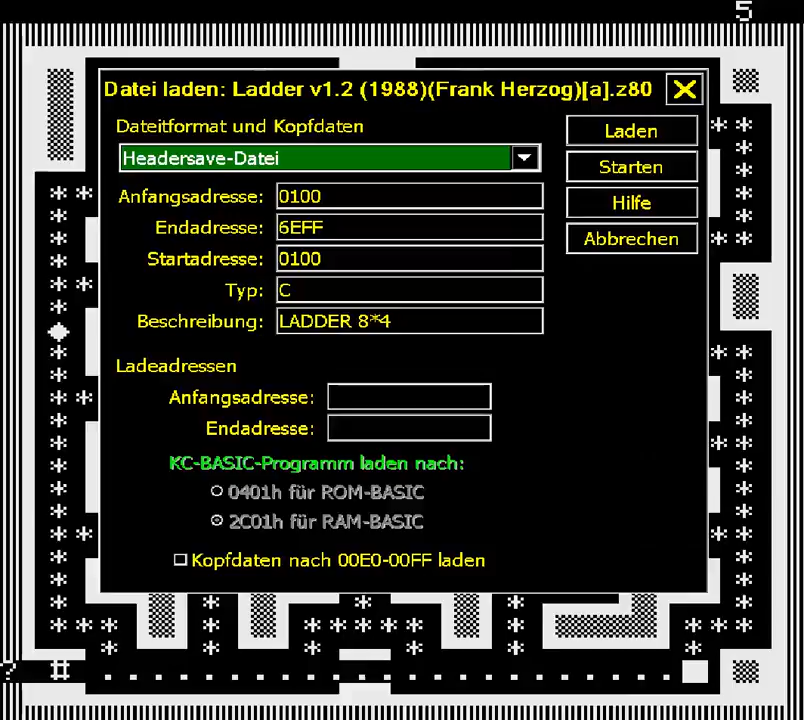 5
Datei laden: Ladder v1.2 (1988)(Frank Herzog)[a].z80
Dateitformat und Kopfdaten
Headersave-Datei
Laden
Starten
Hilfe
Abbrechen
Anfangsadresse: 0100
Endadresse: 6EFF
Startadresse: 0100
Typ: C
Beschreibung: LADDER 8*4
Ladeadressen
Anfangsadresse:
Endadresse:
KC-BASIC-Programm laden nach:
0401h für ROM-BASIC
2C01h für RAM-BASIC
Kopfdaten nach 00E0-00FF laden
? #